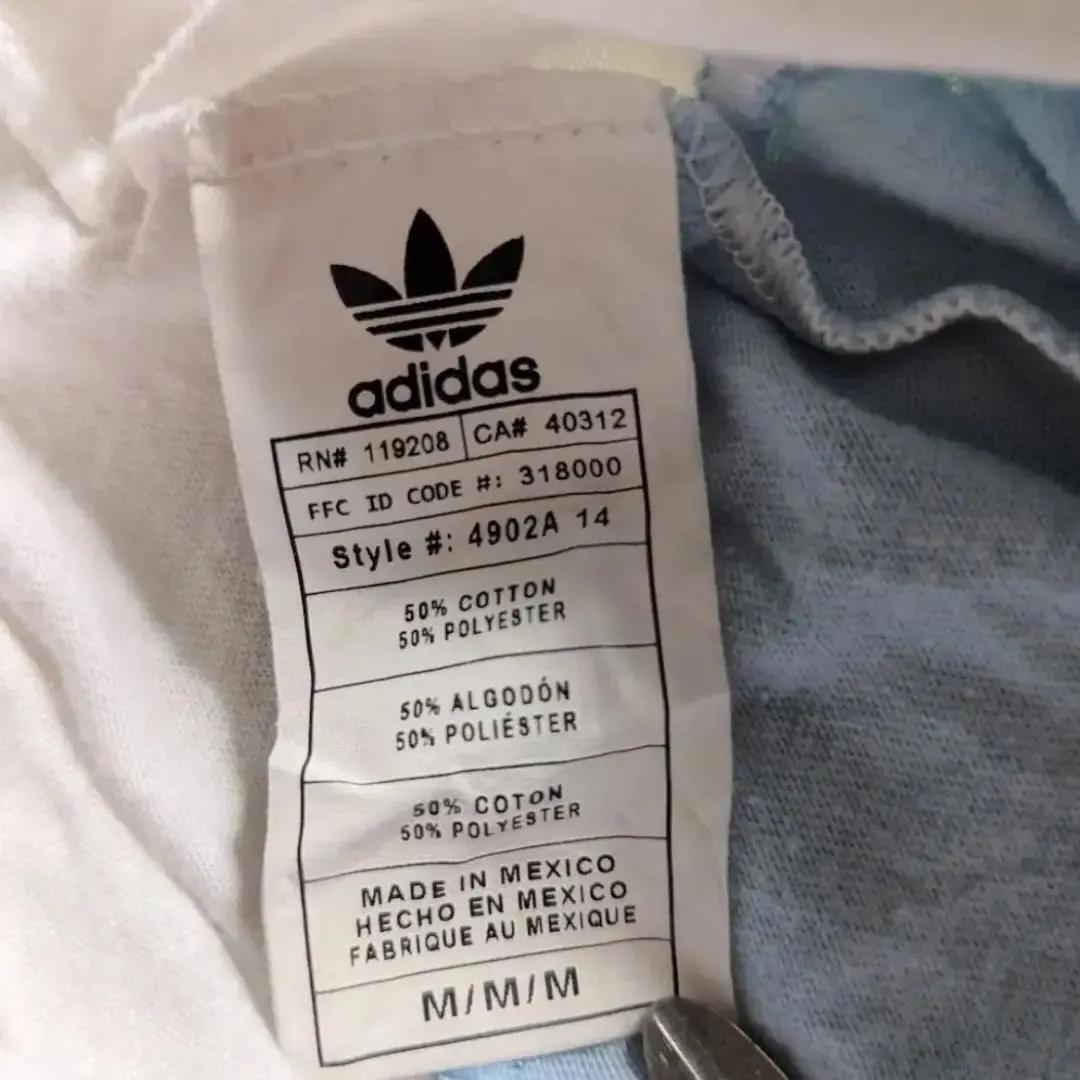 adidas
RN# 119208 CA# 40312
FFC ID CODE #: 318000
Style #: 4902A 14
50% COTTON
50% POLYESTER
50% ALGODÓN
50% POLIÉSTER
50% COTON
50% POLYESTER
MADE IN MEXICO
HECHO EN MEXICO
FABRIQUE AU MEXIQUE
M/M/M